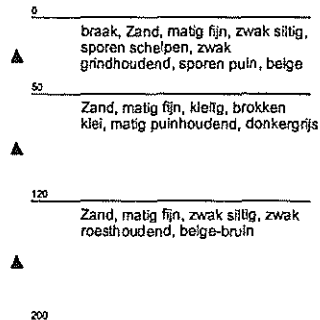 0
braak, Zand, matig fijn, zwak siltig,
sporen schelpen, zwak
grindhoudend, sporen puin, beige
50
Zand, matig fijn, kleiig, brokken
klei, matig puinhoudend, donkergrijs
120
Zand, matig fijn, zwak siltig, zwak
roesthoudend, beige-bruin
200